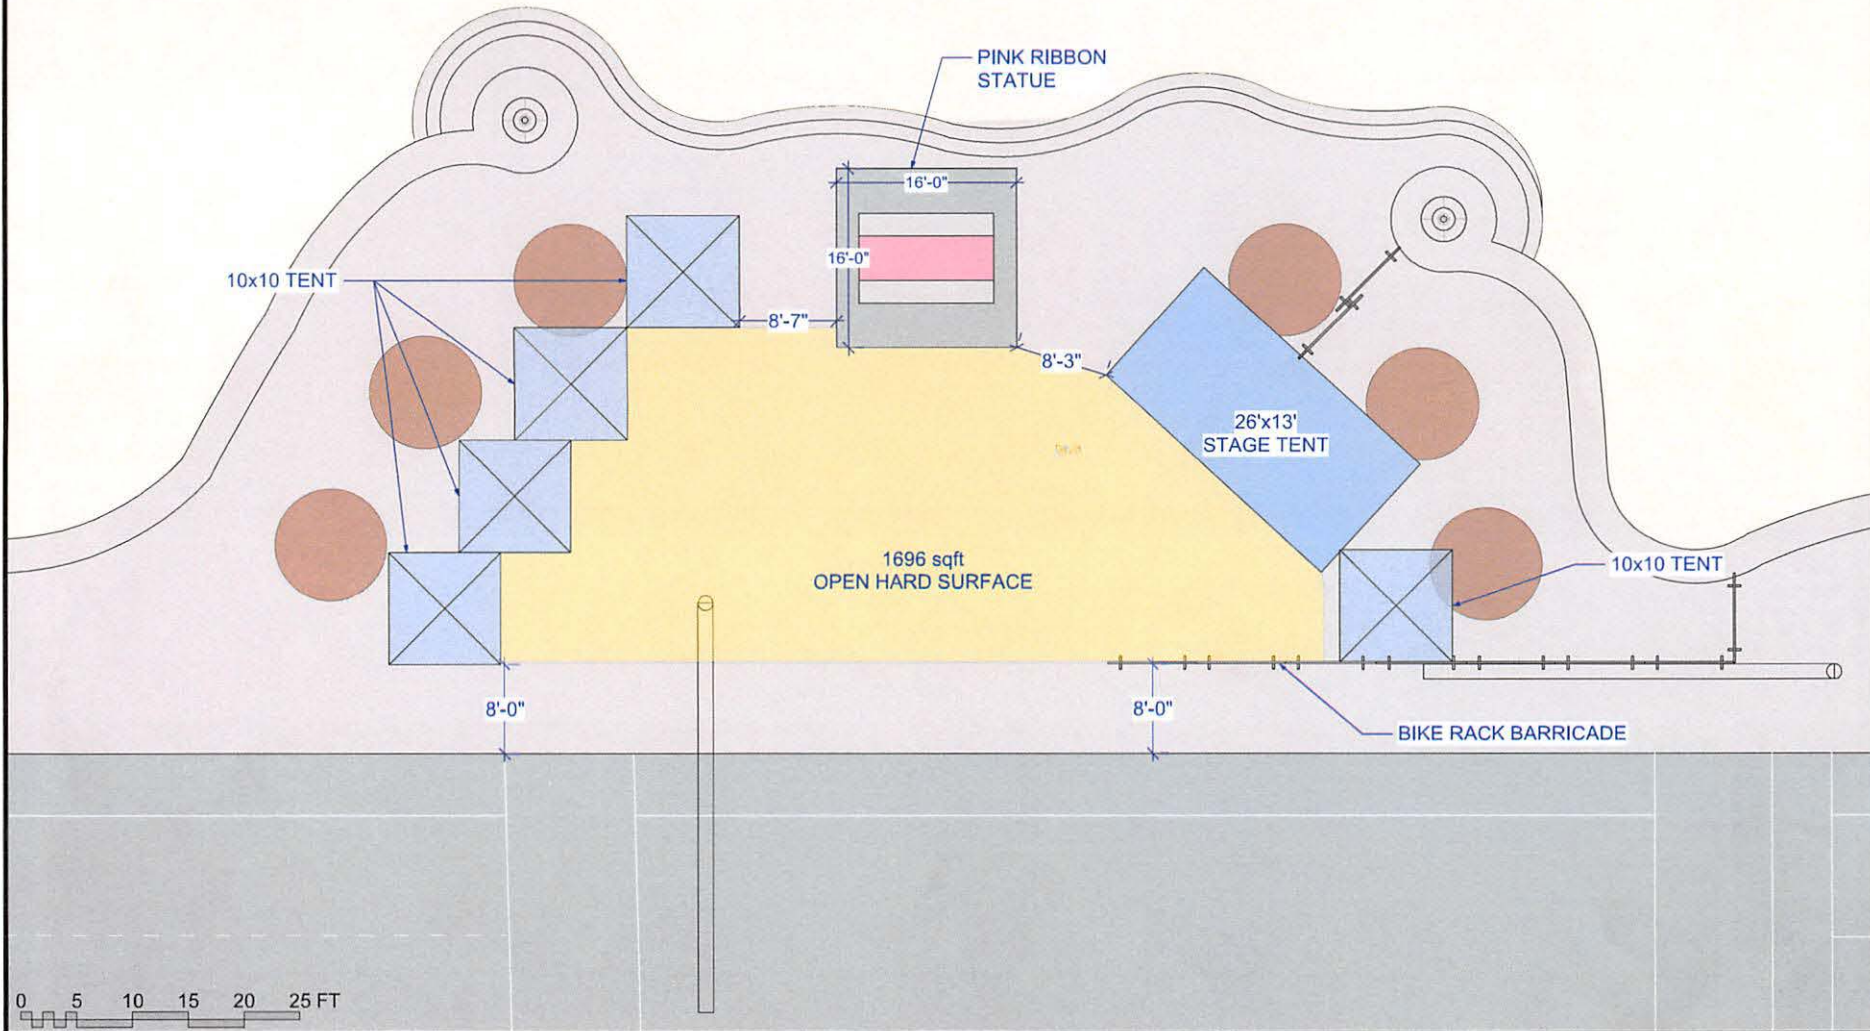 PINK RIBBON
STATUE
16'-0"
16'-0"
10x10 TENT
8'-7"
8'-3"
26'x13'
STAGE TENT
1696 sqft
OPEN HARD SURFACE
10x10 TENT
8'-0"
8'-0"
BIKE RACK BARRICADE
0 5 10 15 20 25 FT